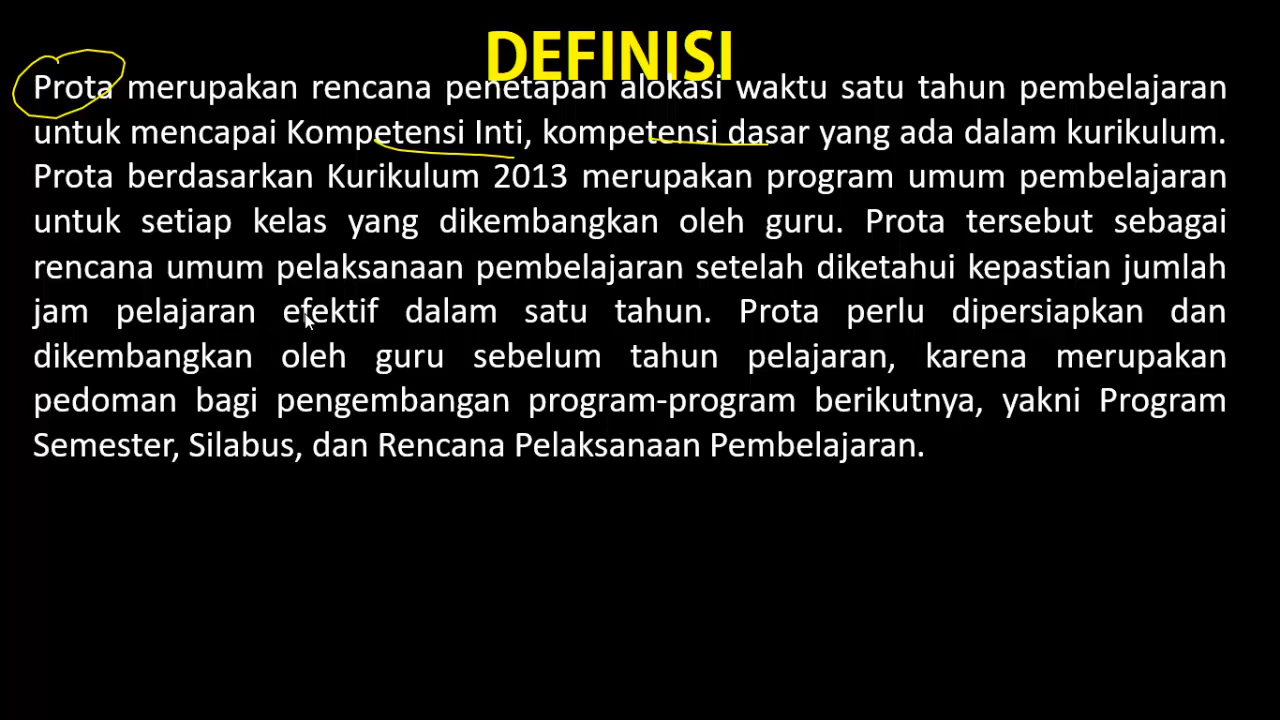 DEFINISI
Prota merupakan rencana penetapan alokasi waktu satu tahun pembelajaran
untuk mencapai Kompetensi Inti, kompetensi dasar yang ada dalam kurikulum.
Prota berdasarkan Kurikulum 2013 merupakan program umum pembelajaran
untuk setiap kelas yang dikembangkan oleh guru. Prota tersebut sebagai
rencana umum pelaksanaan pembelajaran setelah diketahui kepastian jumlah
jam pelajaran efektif dalam satu tahun. Prota perlu dipersiapkan dan
dikembangkan oleh guru sebelum tahun pelajaran, karena merupakan
pedoman bagi pengembangan program-program berikutnya, yakni Program
Semester, Silabus, dan Rencana Pelaksanaan Pembelajaran.